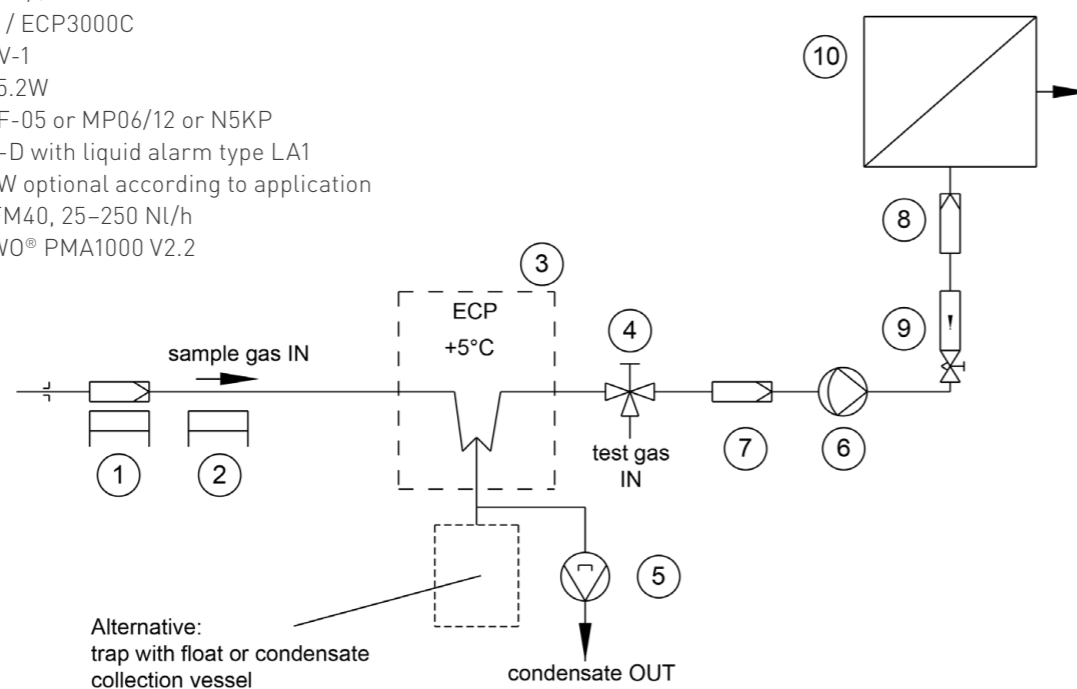 / ECP3000C
V-1
5.2W
F-05 or MP06/12 or N5KP
-D with liquid alarm type LA1
W optional according to application
TM40, 25–250 Nl/h
WO® PMA1000 V2.2
10
8
9
3
ECP
+5°C
4
sample gas IN
test gas
IN
7
6
1
2
5
Alternative:
trap with float or condensate
collection vessel
condensate OUT